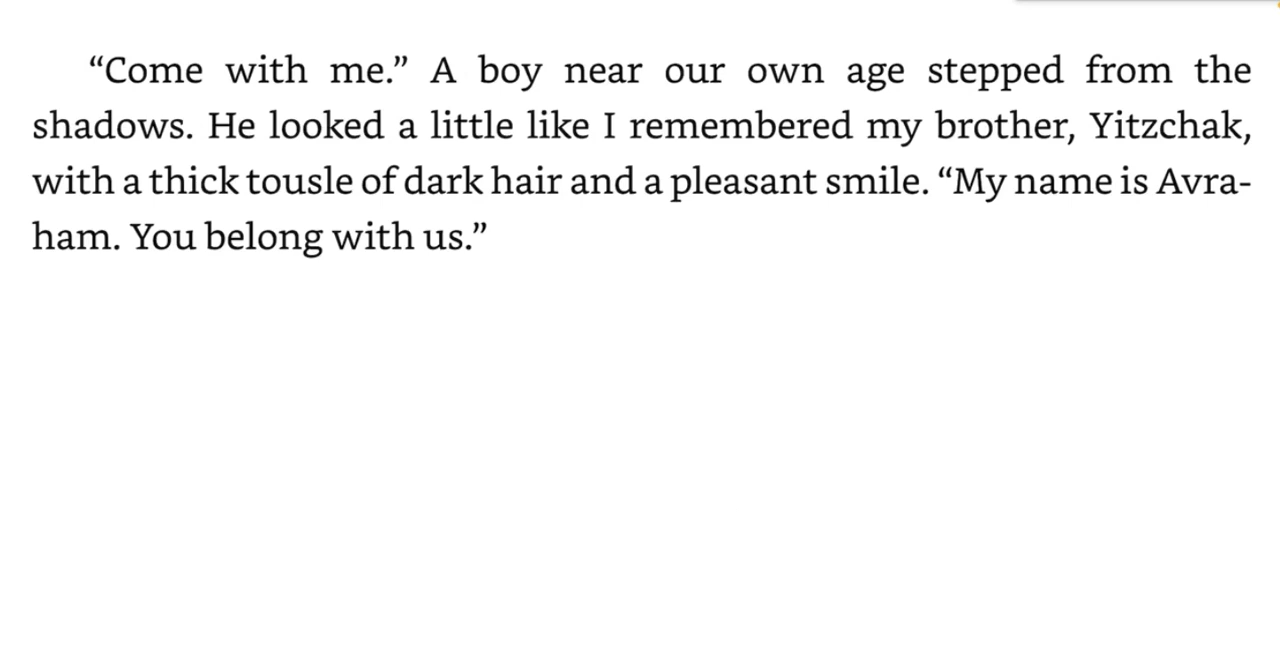 “Come with me.” A boy near our own age stepped from the
shadows. He looked a little like I remembered my brother, Yitzchak,
with a thick tousle of dark hair and a pleasant smile. “My name is Avra-
ham. You belong with us.”